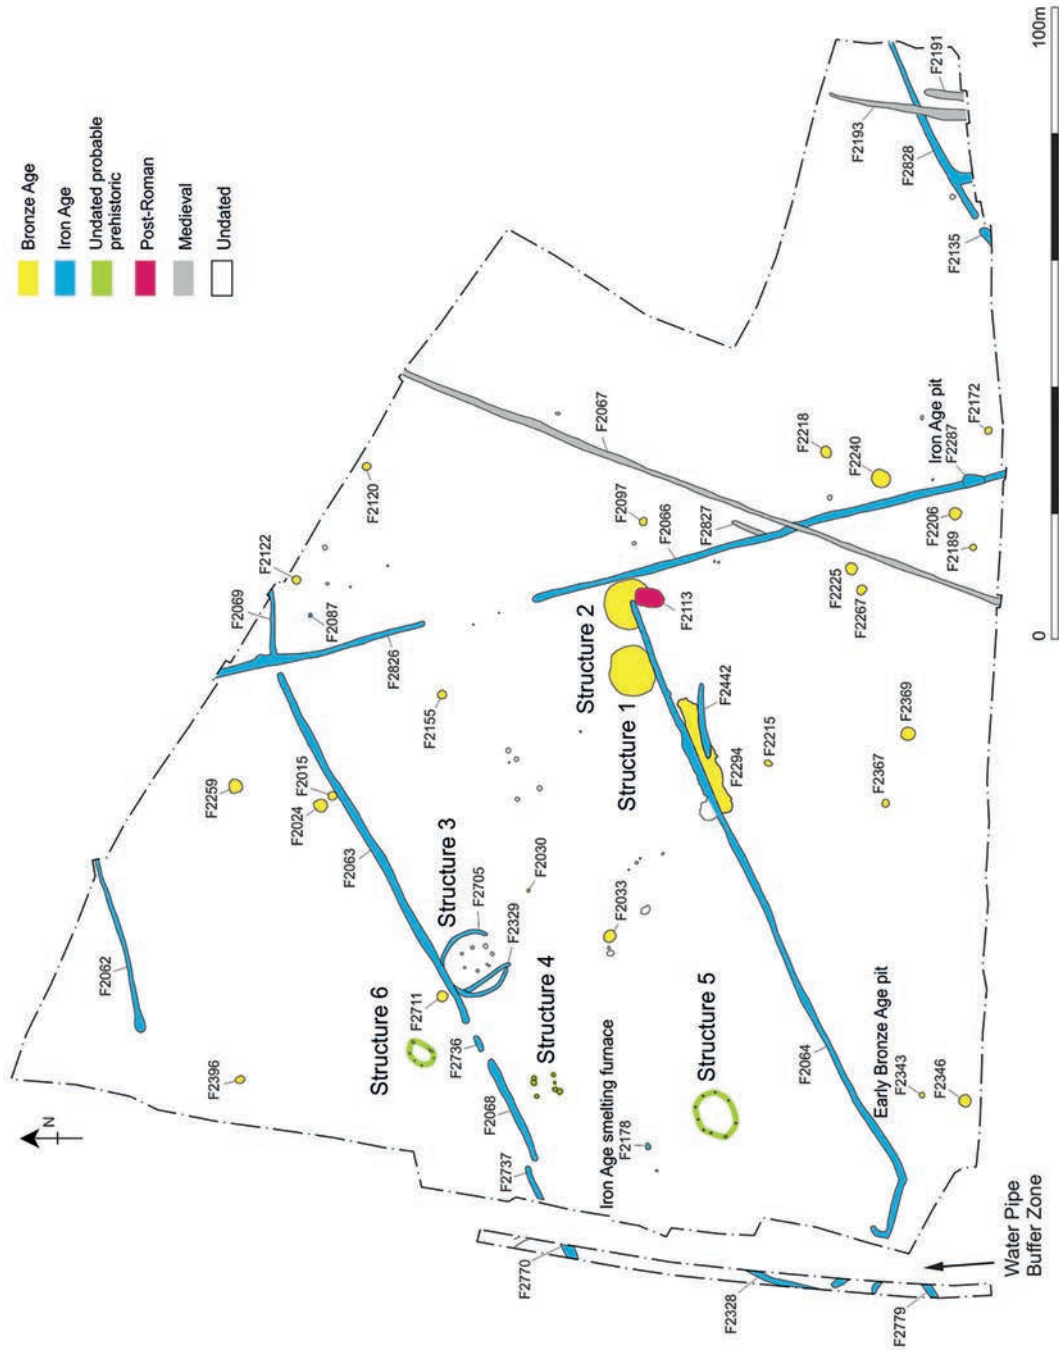 Bronze Age
Iron Age
Undated probable
prehistoric
Post-Roman
Medieval
Undated
N
F2062
F2396
F2259
F2024
F2015
F2063
F2069
F2122
F2087
F2826
F2120
F2155
Structure 3
F2705
F2329
F2030
Structure 6
F2711
F2736
F2068
F2737
Structure 4
Iron Age smelting furnace
F2178
F2033
Structure 5
Structure 1
Structure 2
F2113
F2442
F2294
F2215
F2097
F2066
F2827
F2067
F2218
F2240
Iron Age pit
F2287
F2172
F2206
F2189
F2225
F2267
F2369
F2367
F2064
Early Bronze Age pit
F2343
F2346
F2193
F2191
F2828
F2135
F2770
F2328
F2779
Water Pipe
Buffer Zone
0
100m